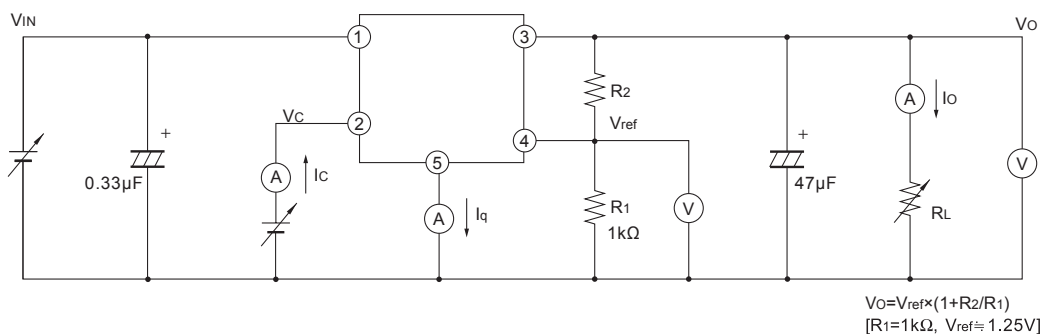 VIN
VO
1
3
R2
A
IO
VC
2
4
Vref
+
+
5
A
IC
0.33μF
A
Iq
R1
1kΩ
V
47μF
RL
V
VO=Vref×(1+R2/R1)
[R1=1kΩ, Vref≒1.25V]